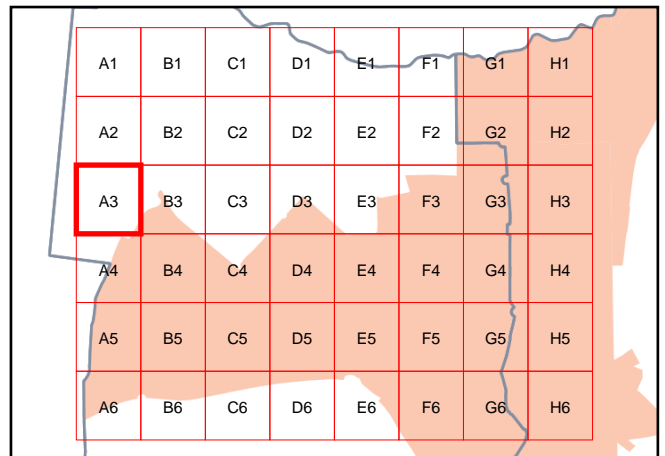 A1 B1 C1 D1 E1 F1 G1 H1
A2 B2 C2 D2 E2 F2 G2 H2
A3 B3 C3 D3 E3 F3 G3 H3
A4 B4 C4 D4 E4 F4 G4 H4
A5 B5 C5 D5 E5 F5 G5 H5
A6 B6 C6 D6 E6 F6 G6 H6